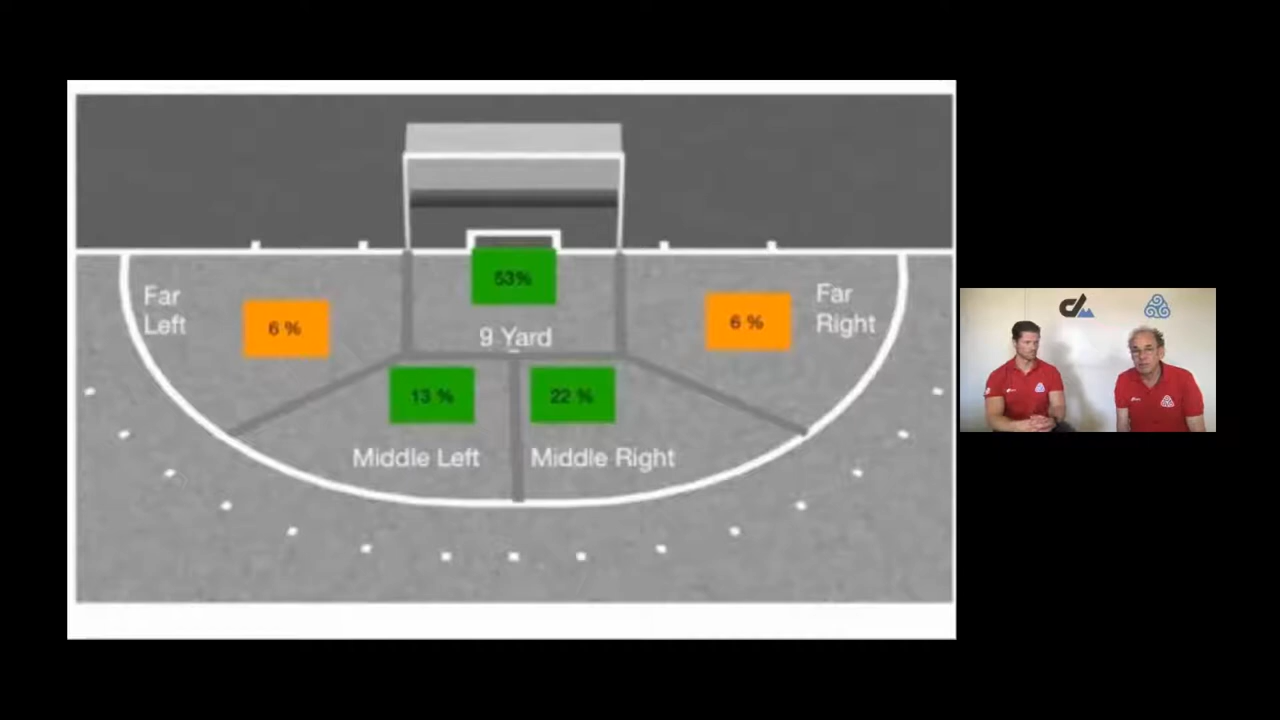 53%
Far
Left
6 %
9 Yard
6 %
Far
Right
13 %
22 %
Middle Left
Middle Right